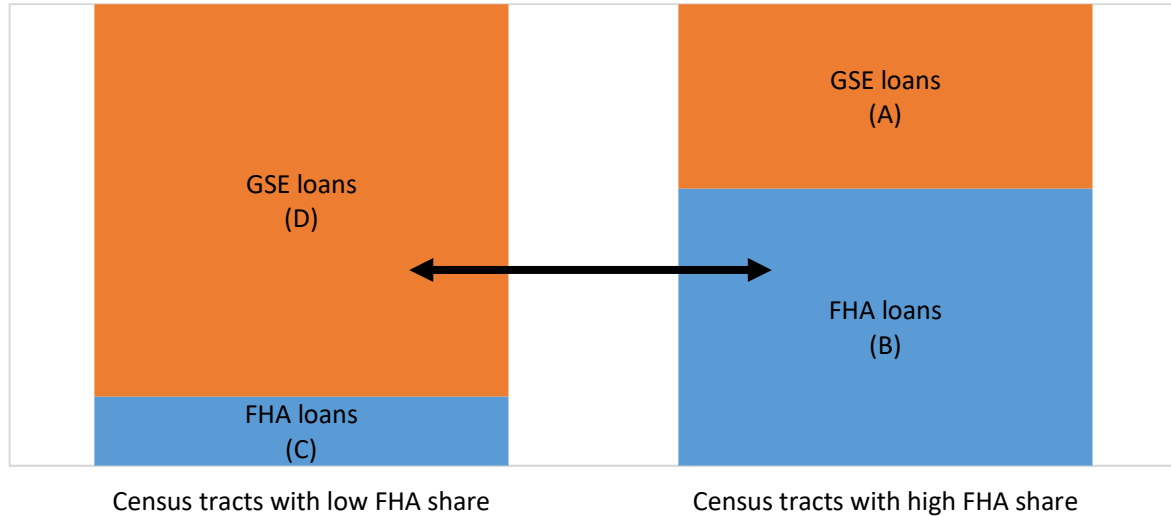 GSE loans
(D)
FHA loans
(C)
Census tracts with low FHA share
GSE loans
(A)
FHA loans
(B)
Census tracts with high FHA share